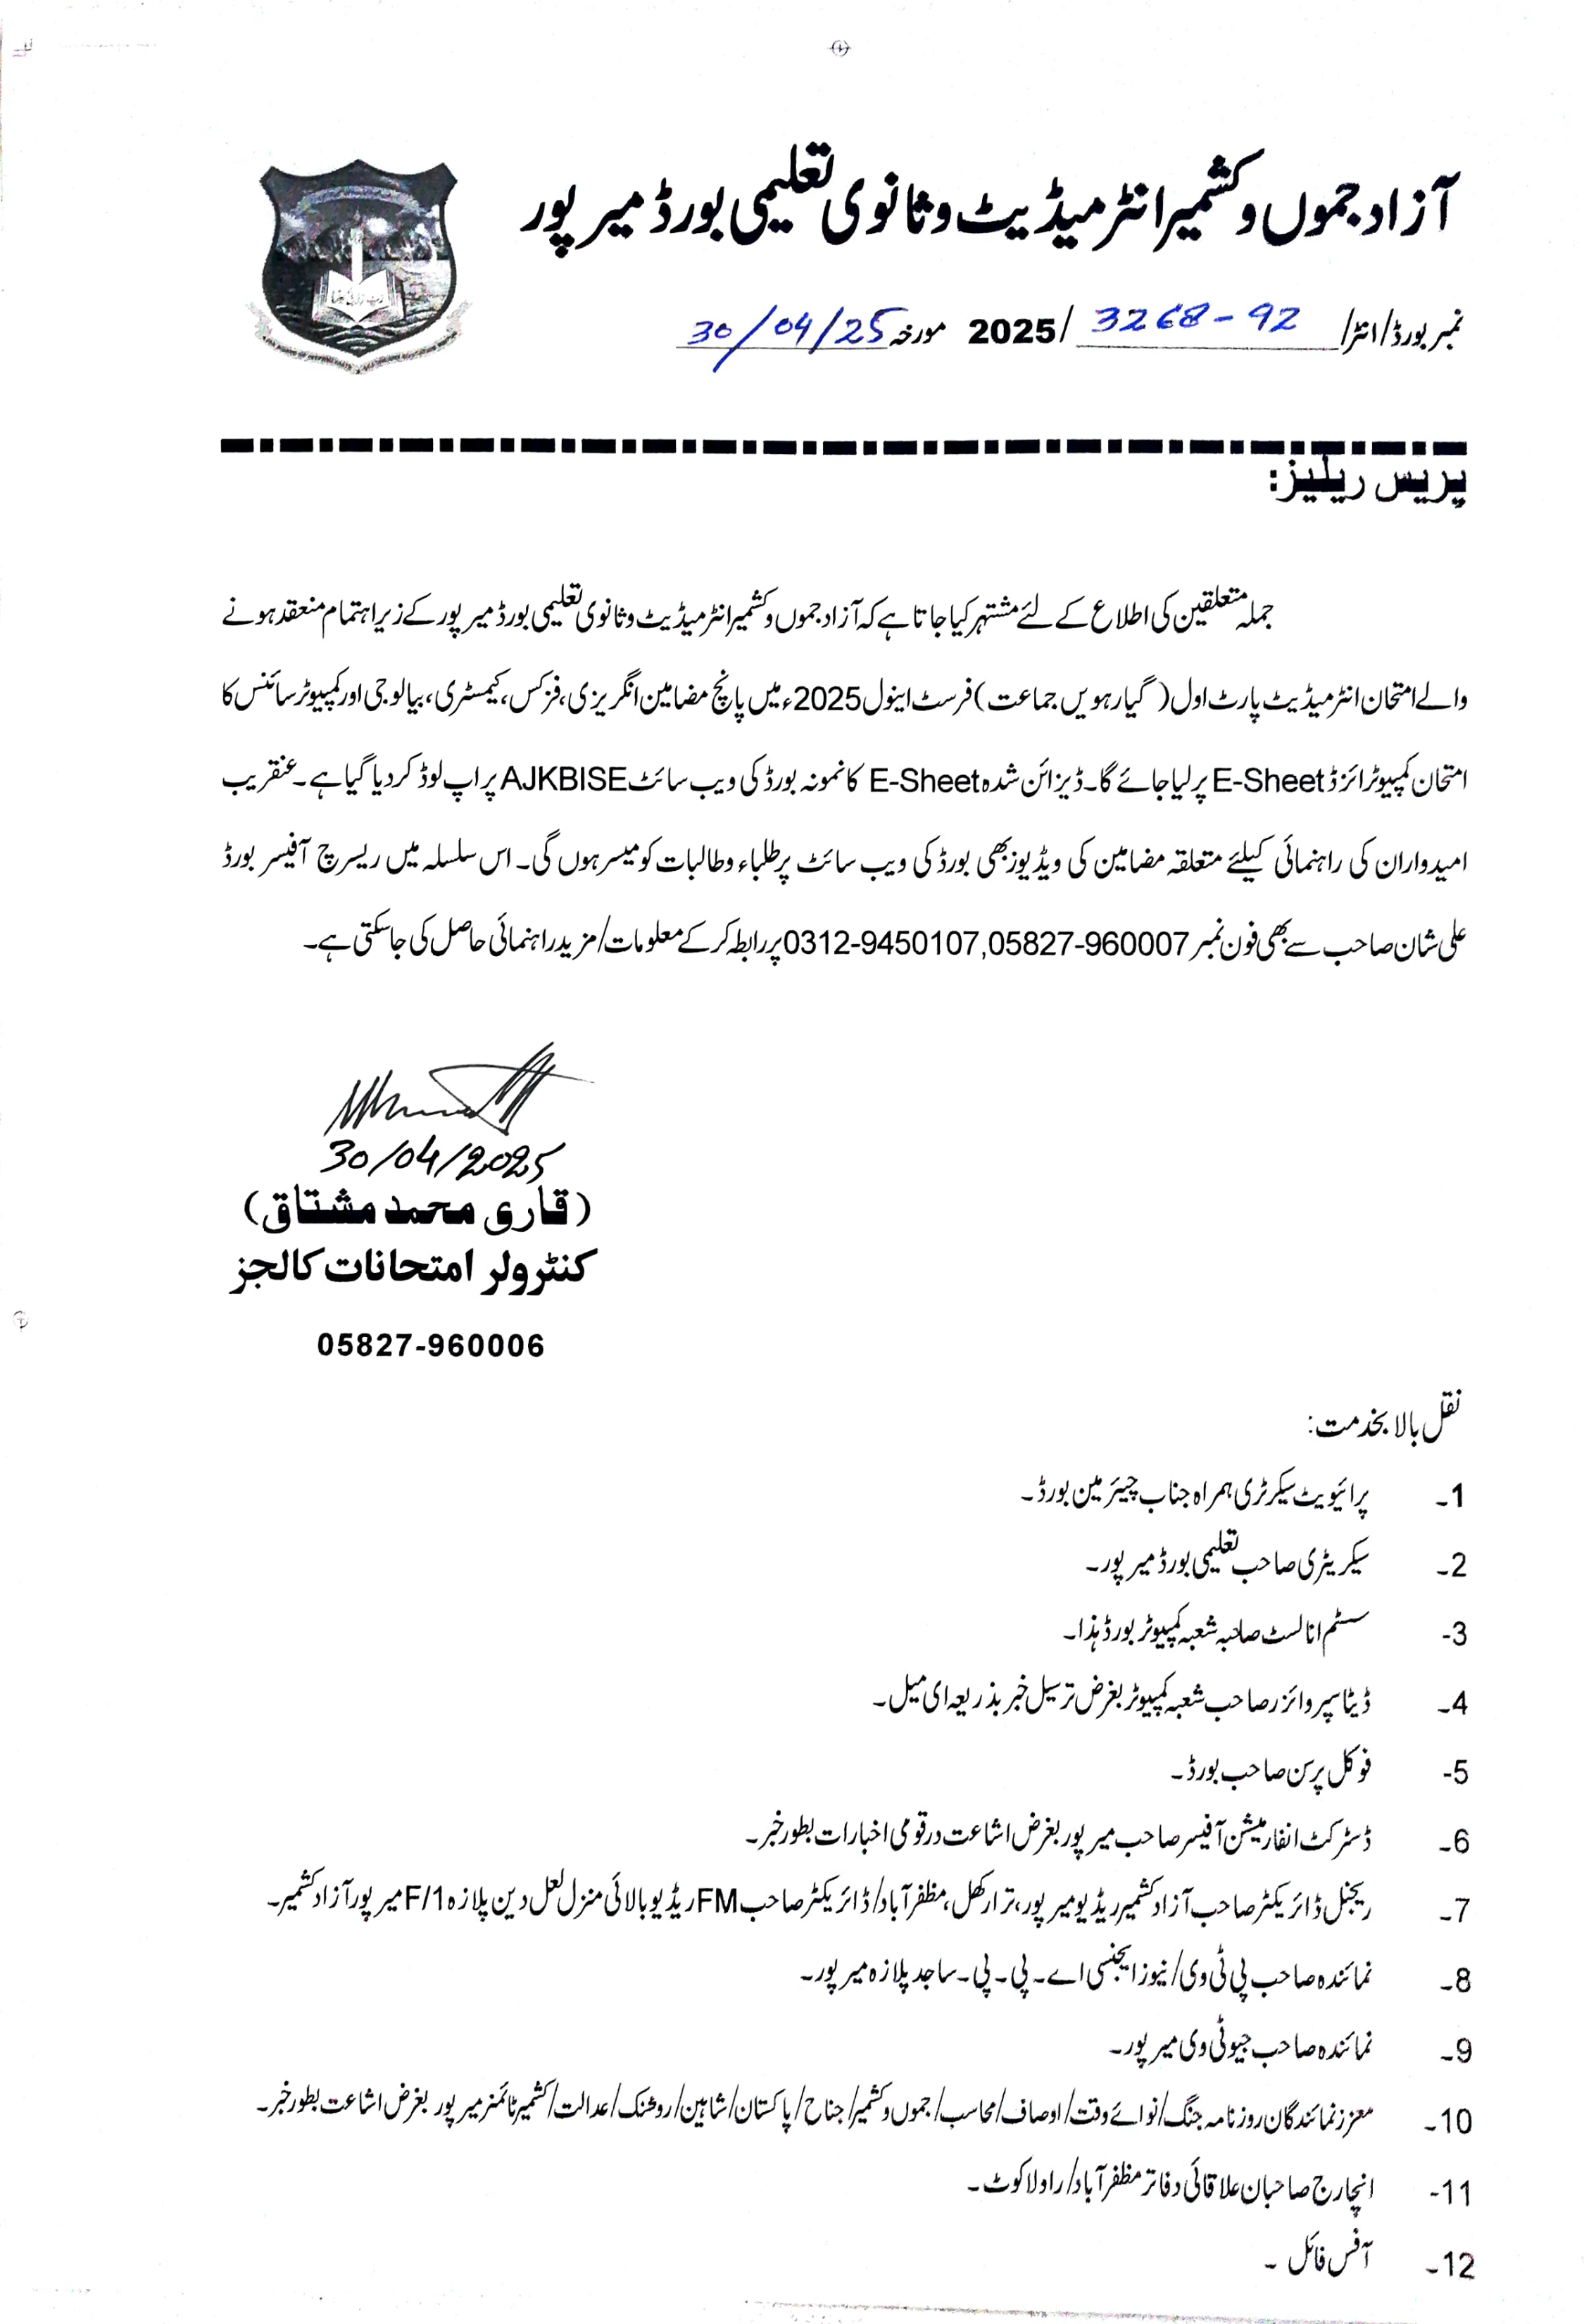 آزاد جموں و کشمیر انٹرمیڈیٹ و ثانوی تعلیمی بورڈ میرپور
نمبر بورڈ/انٹر/ 3268-92 /2025 مورخہ 30/04/25
پریس ریلیز:
جملہ متعلقین کی اطلاع کے لئے مشتہر کیا جاتا ہے کہ آزاد جموں و کشمیر انٹرمیڈیٹ و ثانوی تعلیمی بورڈ میرپور کے زیر اہتمام منعقد ہونے
والے امتحان انٹرمیڈیٹ پارٹ اول (گیارہویں جماعت) فرسٹ اینول 2025ء میں پانچ مضامین انگریزی، فزکس، کیمسٹری، بیالوجی اور کمپیوٹر سائنس کا
امتحان کمپیوٹرائزڈ E-Sheet پر لیا جائے گا۔ ڈیزائن شدہ E-Sheet کا نمونہ بورڈ کی ویب سائٹ AJKBISE پر اپ لوڈ کر دیا گیا ہے۔ عنقریب
امیدواران کی راہنمائی کیلئے متعلقہ مضامین کی ویڈیوز بھی بورڈ کی ویب سائٹ پر طلباء و طالبات کو میسر ہوں گی۔ اس سلسلہ میں ریسرچ آفیسر بورڈ
علی شان صاحب سے بھی فون نمبر 05827-960007, 0312-9450107 پر رابطہ کر کے معلومات/مزید راہنمائی حاصل کی جا سکتی ہے۔
30/04/2025
(قاری محمد مشتاق)
کنٹرولر امتحانات کالجز
05827-960006
نقل بالا بخدمت:
1۔ پرائیویٹ سیکرٹری ہمراہ جناب چیئرمین بورڈ۔
2۔ سیکریٹری صاحب تعلیمی بورڈ میرپور۔
3- سسٹم انالسٹ صاحبہ شعبہ کمپیوٹر بورڈ ہذا۔
4۔ ڈیٹا سپروائزر صاحب شعبہ کمپیوٹر بغرض ترسیل خبر بذریعہ ای میل۔
5- فوکل پرسن صاحب بورڈ۔
6۔ ڈسٹرکٹ انفارمیشن آفیسر صاحب میرپور بغرض اشاعت در قومی اخبارات بطور خبر۔
7۔ ریجنل ڈائریکٹر صاحب آزاد کشمیر ریڈیو میرپور، تراڑکھل، مظفر آباد/ڈائریکٹر صاحب FM ریڈیو بالائی منزل لعل دین پلازہ F/1 میرپور آزاد کشمیر۔
8۔ نمائندہ صاحب پی ٹی وی/نیوز ایجنسی اے۔پی۔پی۔ ساجد پلازہ میرپور۔
9۔ نمائندہ صاحب جیو ٹی وی میرپور۔
10۔ معزز نمائندگان روزنامہ جنگ/نوائے وقت/اوصاف/محاسب/جموں و کشمیر/جناح/پاکستان/شاہین/روشنک/عدالت/کشمیر ٹائمنز میرپور بغرض اشاعت بطور خبر۔
11- انچارج صاحبان علاقائی دفاتر مظفر آباد/راولاکوٹ۔
12۔ آفس فائل ۔